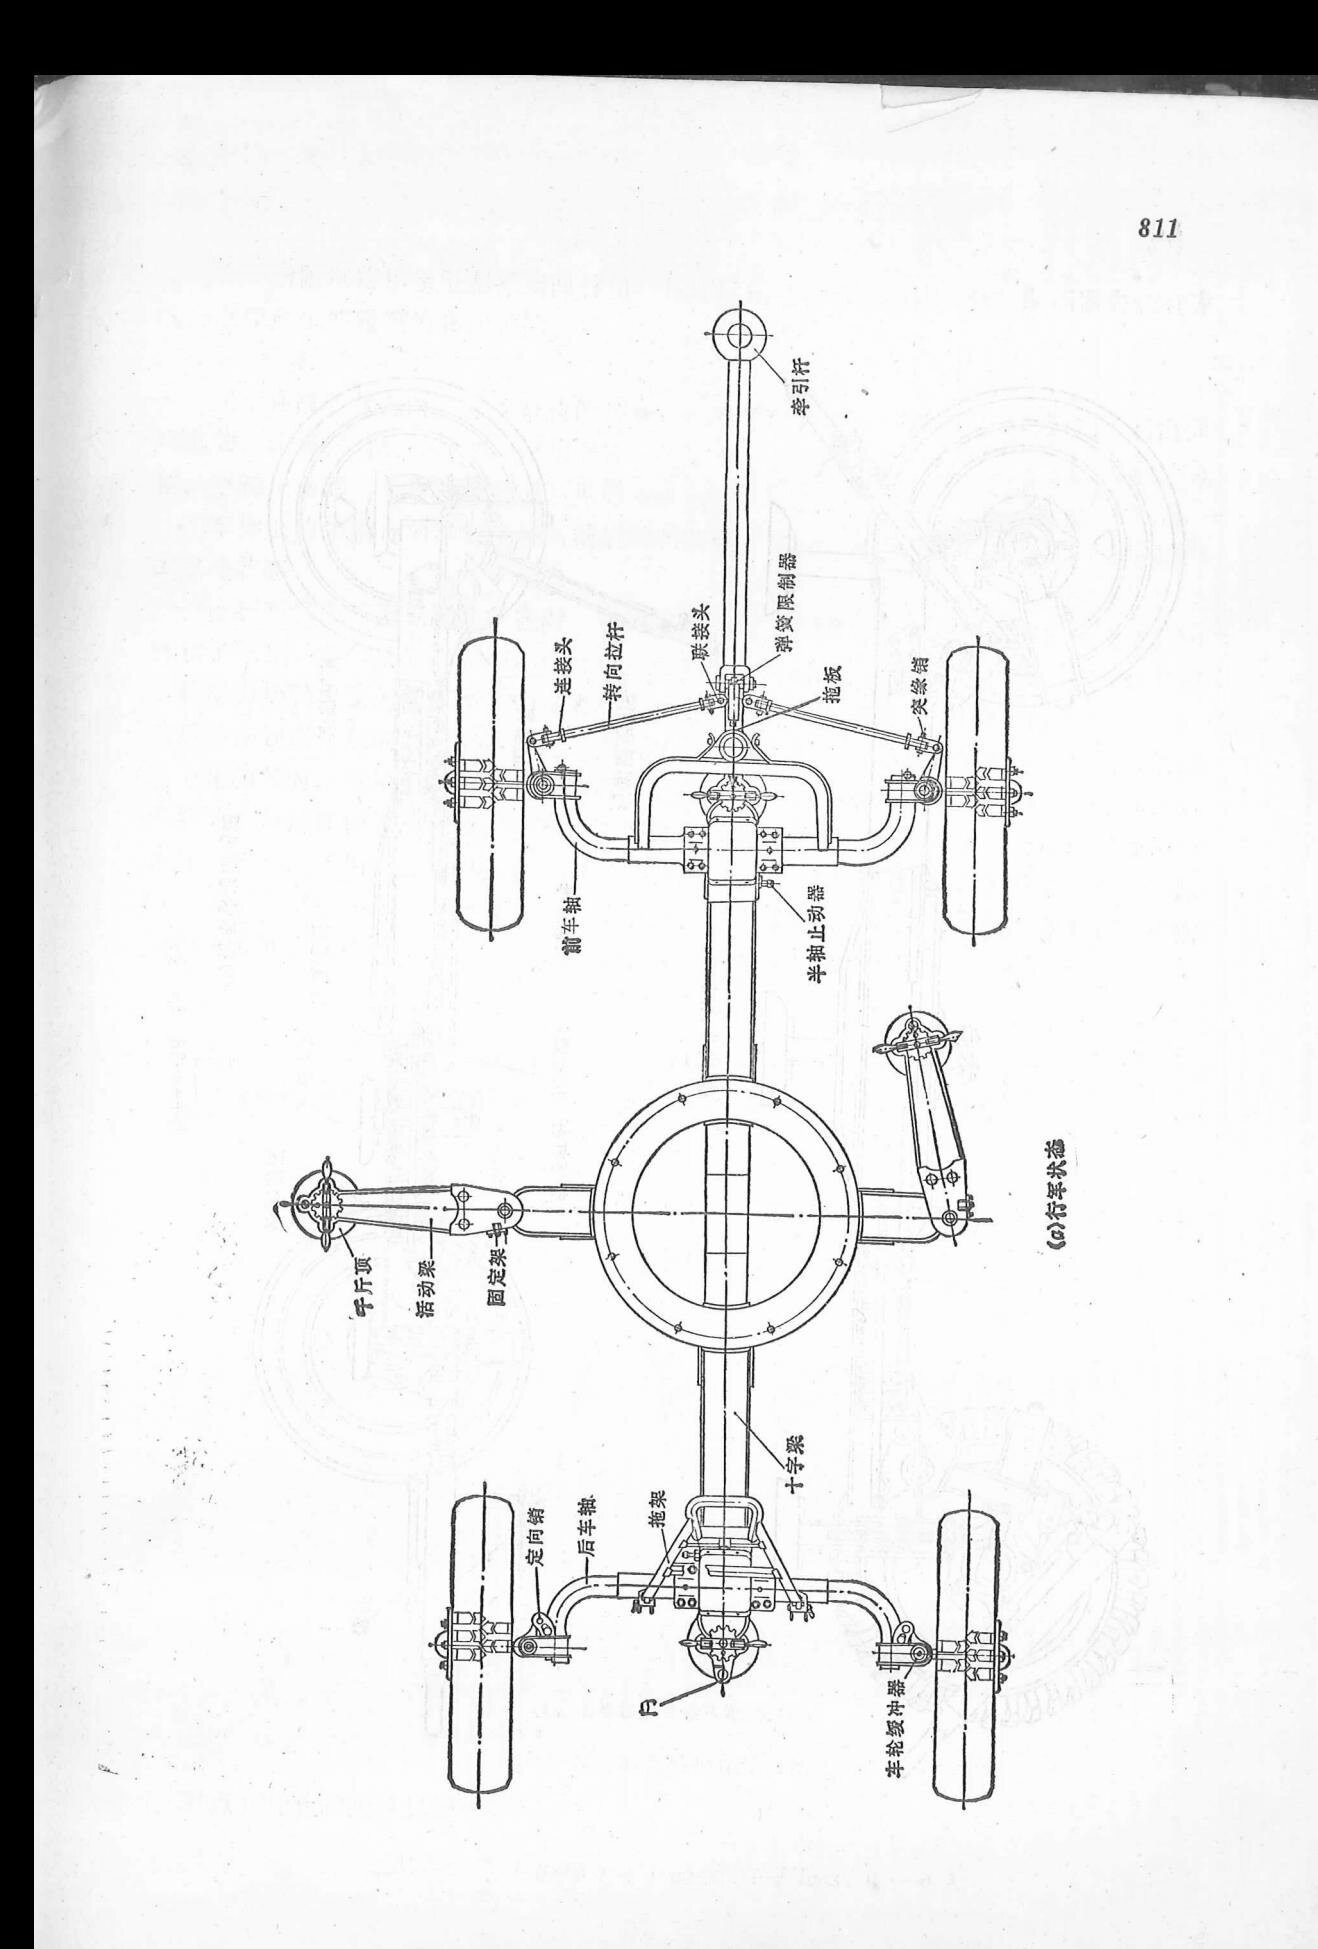 811
牵引杆
弹簧限制器
联接头
转向拉杆
连接头
拖板
突缘销
前车轴
半轴止动器
(a)行军状态
千斤顶
活动梁
固定架
十字梁
拖架
后车轴
定向销
车轮缓冲器